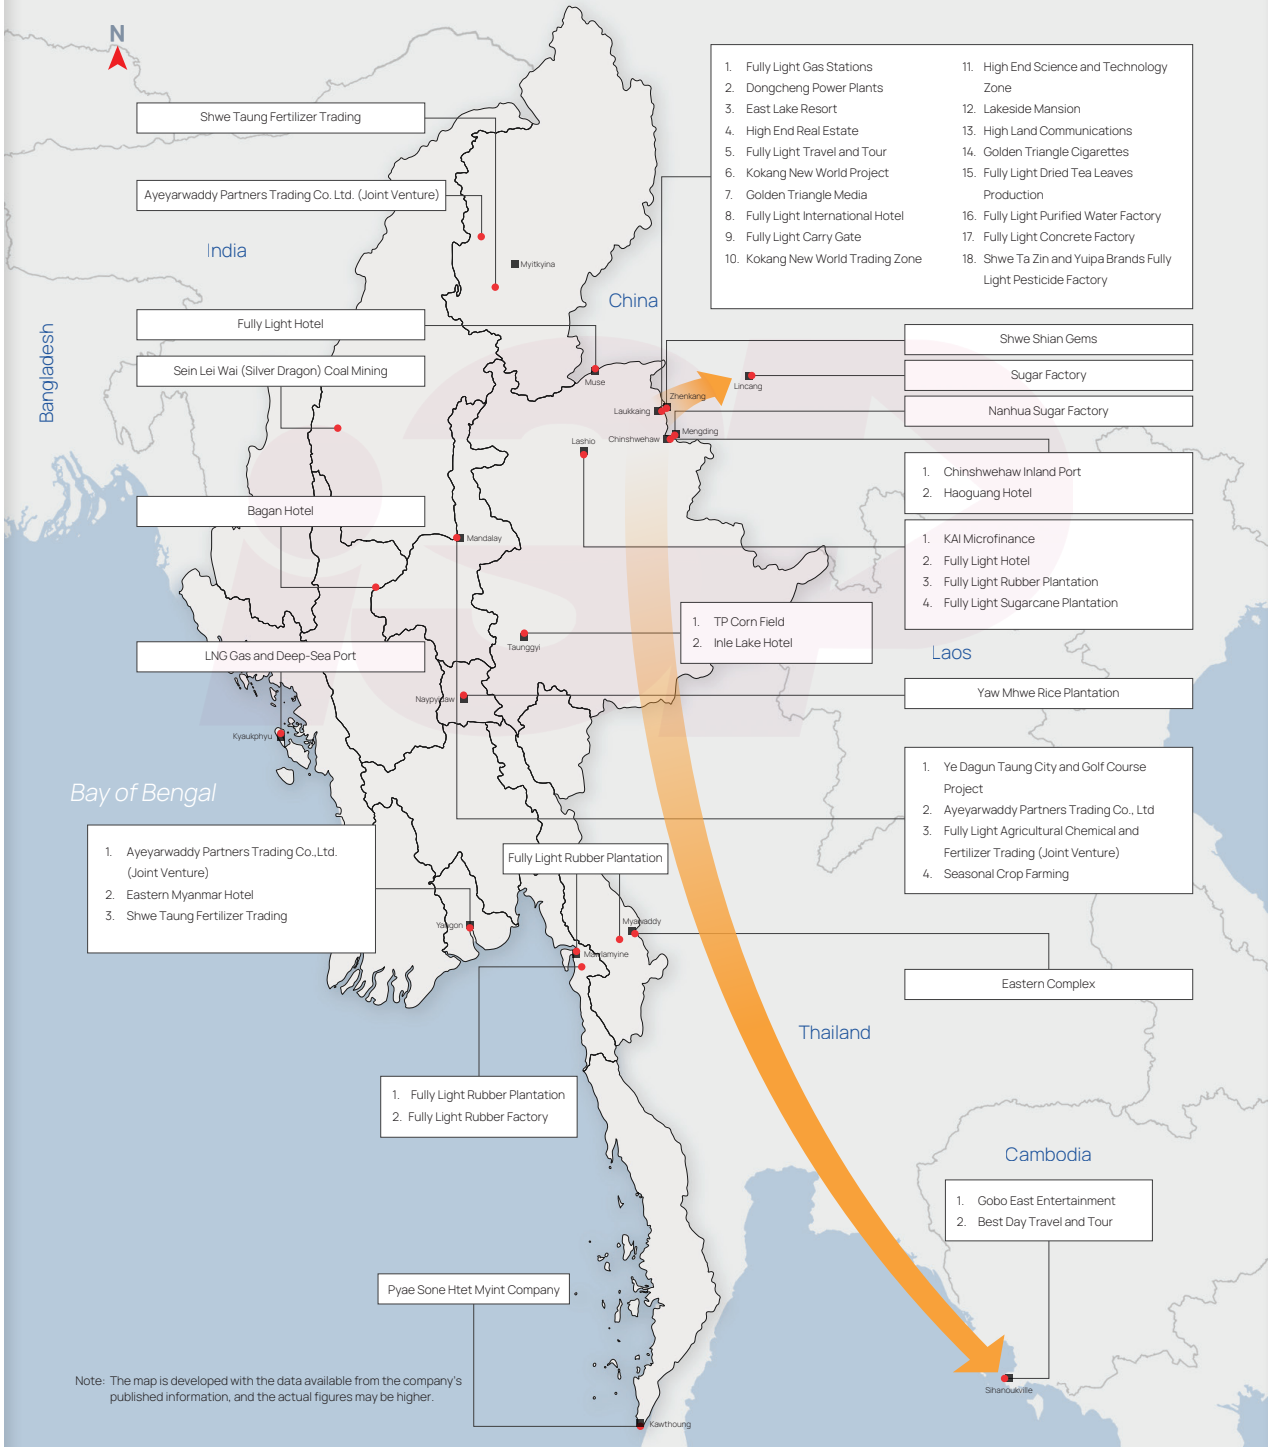 N
Shwe Taung Fertilizer Trading
Ayeyarwaddy Partners Trading Co. Ltd. (Joint Venture)
India
Bangladesh
Myitkyina
China
1. Fully Light Gas Stations
2. Dongcheng Power Plants
3. East Lake Resort
4. High End Real Estate
5. Fully Light Travel and Tour
6. Kokang New World Project
7. Golden Triangle Media
8. Fully Light International Hotel
9. Fully Light Carry Gate
10. Kokang New World Trading Zone
11. High End Science and Technology
Zone
12. Lakeside Mansion
13. High Land Communications
14. Golden Triangle Cigarettes
15. Fully Light Dried Tea Leaves
Production
16. Fully Light Purified Water Factory
17. Fully Light Concrete Factory
18. Shwe Ta Zin and Yuipa Brands Fully
Light Pesticide Factory
Fully Light Hotel
Sein Lei Wai (Silver Dragon) Coal Mining
Muse
Lincang
Zhenkang
Laukkaing
Mengding
Chinshwehaw
Lashio
Shwe Shian Gems
Sugar Factory
Nanhua Sugar Factory
1. Chinshwehaw Inland Port
2. Haoguang Hotel
1. KAI Microfinance
2. Fully Light Hotel
3. Fully Light Rubber Plantation
4. Fully Light Sugarcane Plantation
Bagan Hotel
Mandalay
1. TP Corn Field
2. Inle Lake Hotel
Taunggyi
Laos
LNG Gas and Deep-Sea Port
Naypyidaw
Yaw Mhwe Rice Plantation
Kyaukphyu
Bay of Bengal
1. Ye Dagun Taung City and Golf Course
Project
2. Ayeyarwaddy Partners Trading Co., Ltd
3. Fully Light Agricultural Chemical and
Fertilizer Trading (Joint Venture)
4. Seasonal Crop Farming
1. Ayeyarwaddy Partners Trading Co.,Ltd.
(Joint Venture)
2. Eastern Myanmar Hotel
3. Shwe Taung Fertilizer Trading
Fully Light Rubber Plantation
Yangon
Myawaddy
Mawlamyine
Eastern Complex
Thailand
1. Fully Light Rubber Plantation
2. Fully Light Rubber Factory
Cambodia
1. Gobo East Entertainment
2. Best Day Travel and Tour
Pyae Sone Htet Myint Company
Sihanoukville
Note: The map is developed with the data available from the company's
published information, and the actual figures may be higher.
Kawthoung
iSP